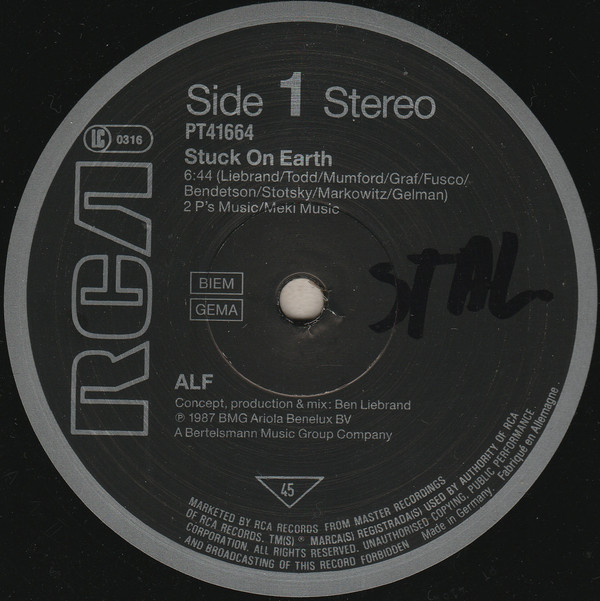 Side 1 Stereo
PT41664
LC 0316
Stuck On Earth
6:44 (Liebrand/Todd/Mumford/Graf/Fusco/
Bendetson/Stotsky/Markowitz/Gelman)
2 P's Music/Meki Music
RCA
BIEM
GEMA
STAL
ALF
Concept, production & mix: Ben Liebrand
℗ 1987 BMG Ariola Benelux BV
A Bertelsmann Music Group Company
45
MARKETED BY RCA RECORDS FROM MASTER RECORDINGS
OF RCA RECORDS. TM(S) ® MARCA(S) REGISTRADA(S) USED BY AUTHORITY OF RCA
CORPORATION. ALL RIGHTS RESERVED. UNAUTHORISED COPYING, PUBLIC PERFORMANCE
AND BROADCASTING OF THIS RECORD FORBIDDEN
Made in Germany. Fabriqué en Allemagne